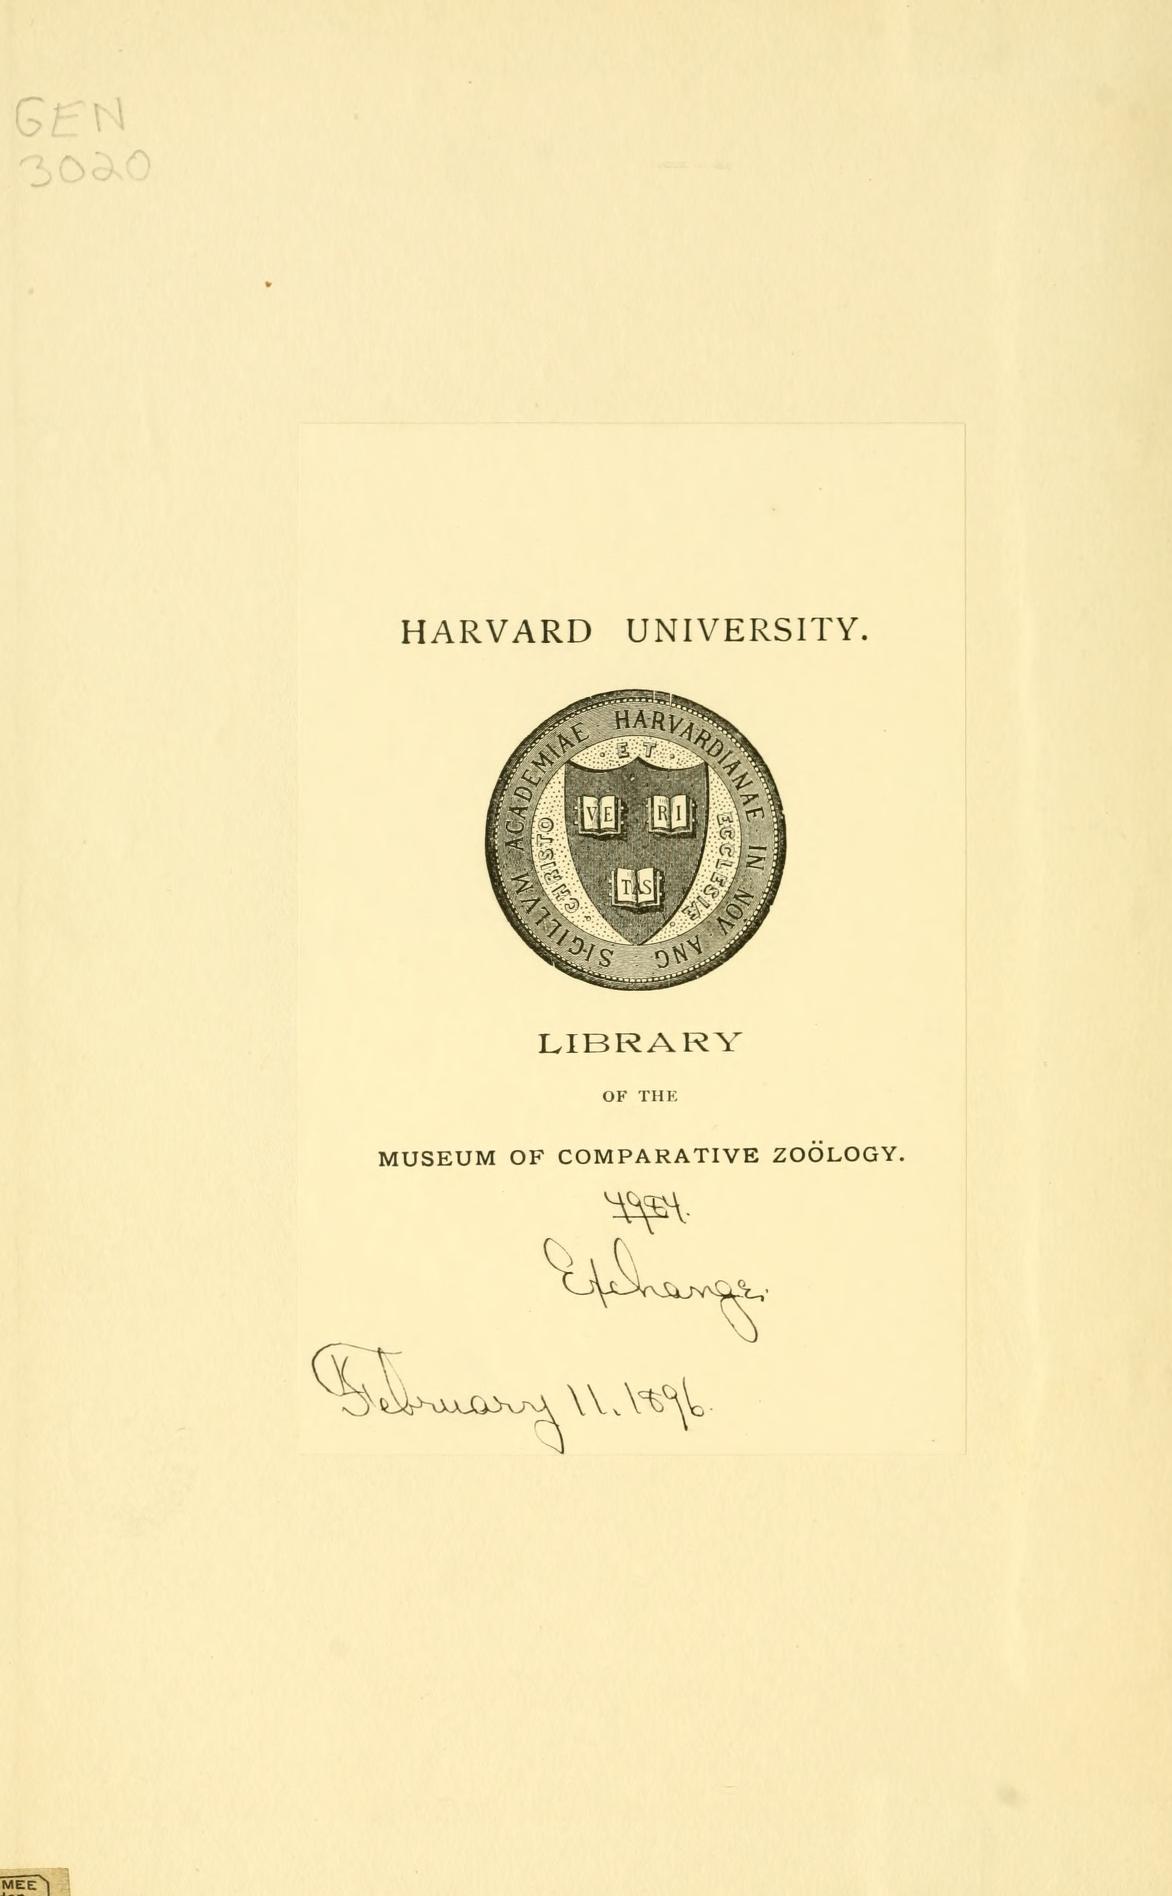 GEN
3020
HARVARD UNIVERSITY.
SIGILLVM ACADEMIAE HARVARDIANAE IN NOV ANG
CHRISTO · ET · ECCLESIÆ
VE RI
TAS
LIBRARY
OF THE
MUSEUM OF COMPARATIVE ZOÖLOGY.
Exchange.
February 11, 1896.
MEE